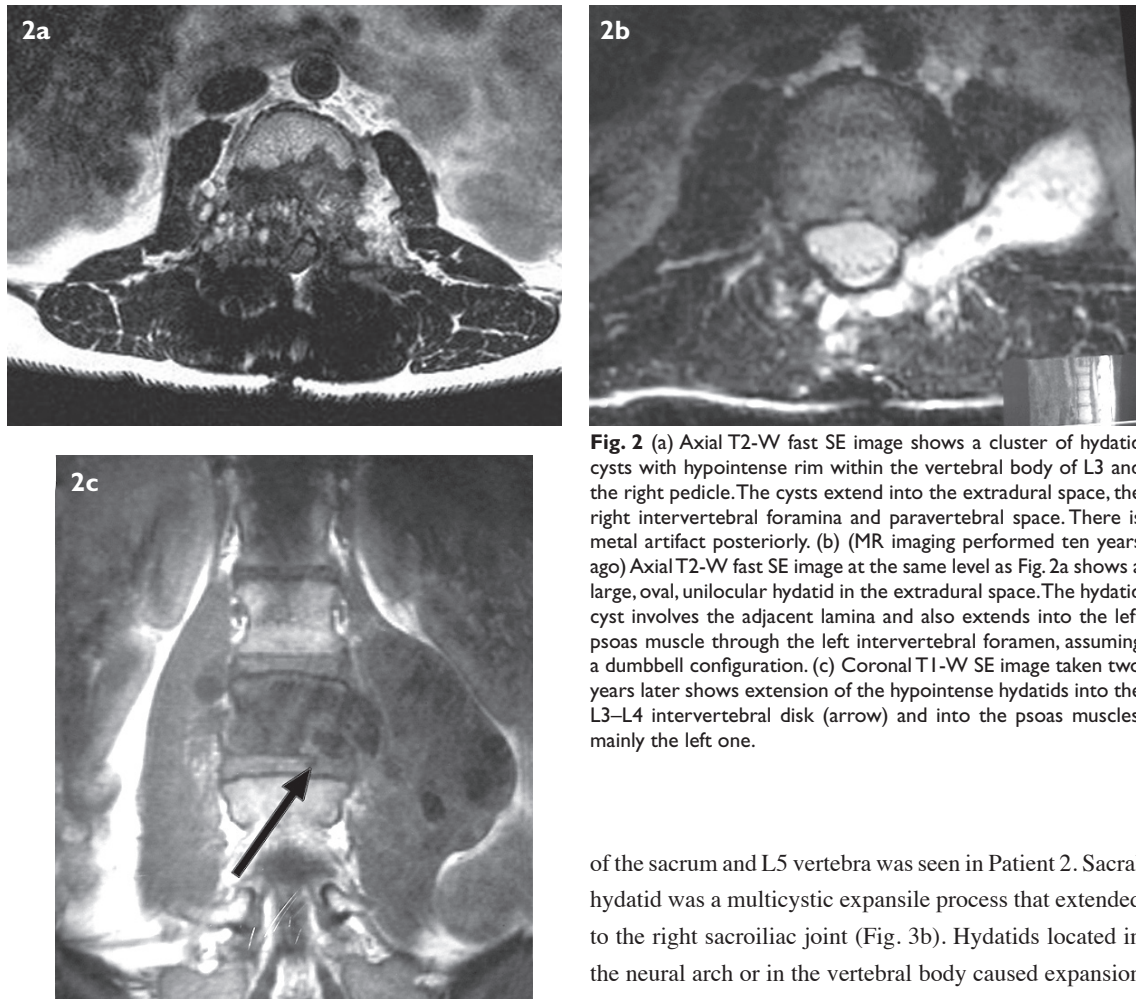 2a
2b
2c
Fig. 2 (a) Axial T2-W fast SE image shows a cluster of hydatid
cysts with hypointense rim within the vertebral body of L3 and
the right pedicle. The cysts extend into the extradural space, the
right intervertebral foramina and paravertebral space. There is
metal artifact posteriorly. (b) (MR imaging performed ten years
ago) Axial T2-W fast SE image at the same level as Fig. 2a shows a
large, oval, unilocular hydatid in the extradural space. The hydatid
cyst involves the adjacent lamina and also extends into the left
psoas muscle through the left intervertebral foramen, assuming
a dumbbell configuration. (c) Coronal T1-W SE image taken two
years later shows extension of the hypointense hydatids into the
L3–L4 intervertebral disk (arrow) and into the psoas muscles
mainly the left one.
of the sacrum and L5 vertebra was seen in Patient 2. Sacra
hydatid was a multicystic expansile process that extended
to the right sacroiliac joint (Fig. 3b). Hydatids located in
the neural arch or in the vertebral body caused expansion